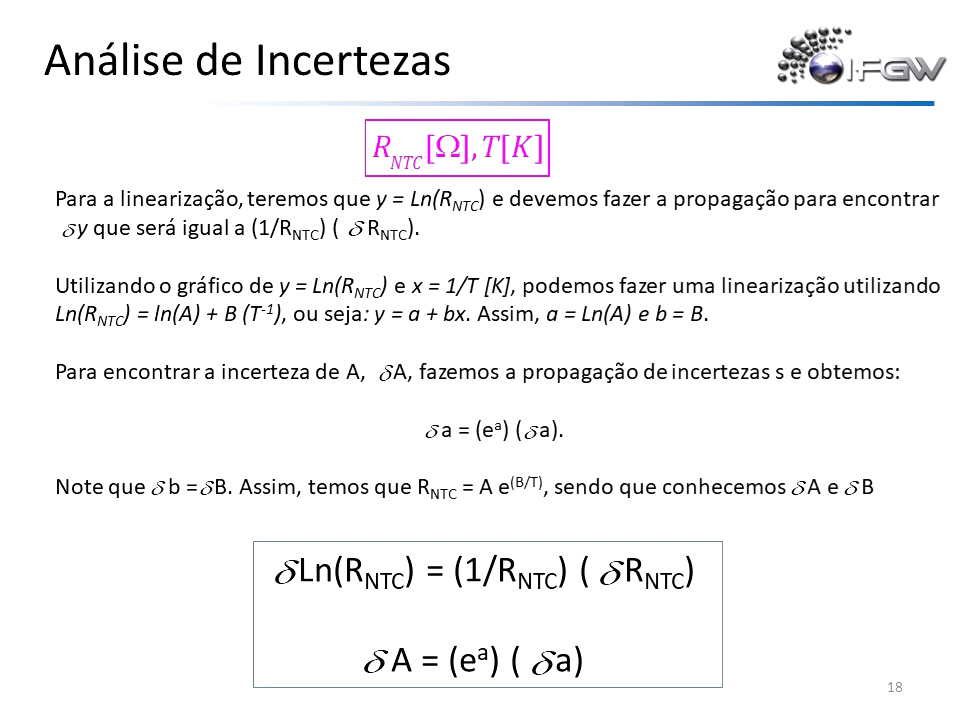 Análise de Incertezas
IFGW
R_NTC [Ω], T[K]
Para a linearização, teremos que y = Ln(R_NTC) e devemos fazer a propagação para encontrar
δ y que será igual a (1/R_NTC) ( δ R_NTC).
Utilizando o gráfico de y = Ln(R_NTC) e x = 1/T [K], podemos fazer uma linearização utilizando
Ln(R_NTC) = ln(A) + B (T⁻¹), ou seja: y = a + bx. Assim, a = Ln(A) e b = B.
Para encontrar a incerteza de A, δ A, fazemos a propagação de incertezas s e obtemos:
δ a = (eᵃ) (δ a).
Note que δ b = δ B. Assim, temos que R_NTC = A e^(B/T), sendo que conhecemos δ A e δ B
δ Ln(R_NTC) = (1/R_NTC) ( δ R_NTC)
δ A = (eᵃ) ( δ a)
18